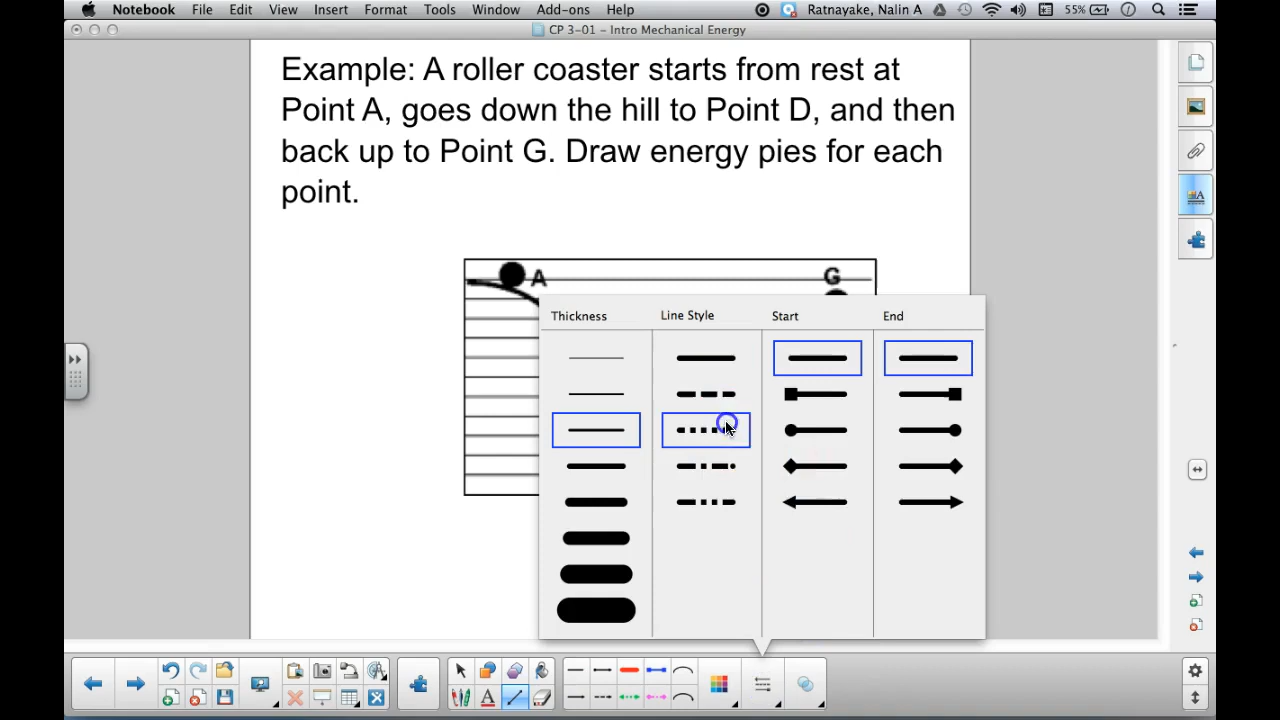 Notebook File Edit View Insert Format Tools Window Add-ons Help Ratnayake, Nalin A 55%
CP 3-01 - Intro Mechanical Energy
Example: A roller coaster starts from rest at
Point A, goes down the hill to Point D, and then
back up to Point G. Draw energy pies for each
point.
A G
Thickness Line Style Start End